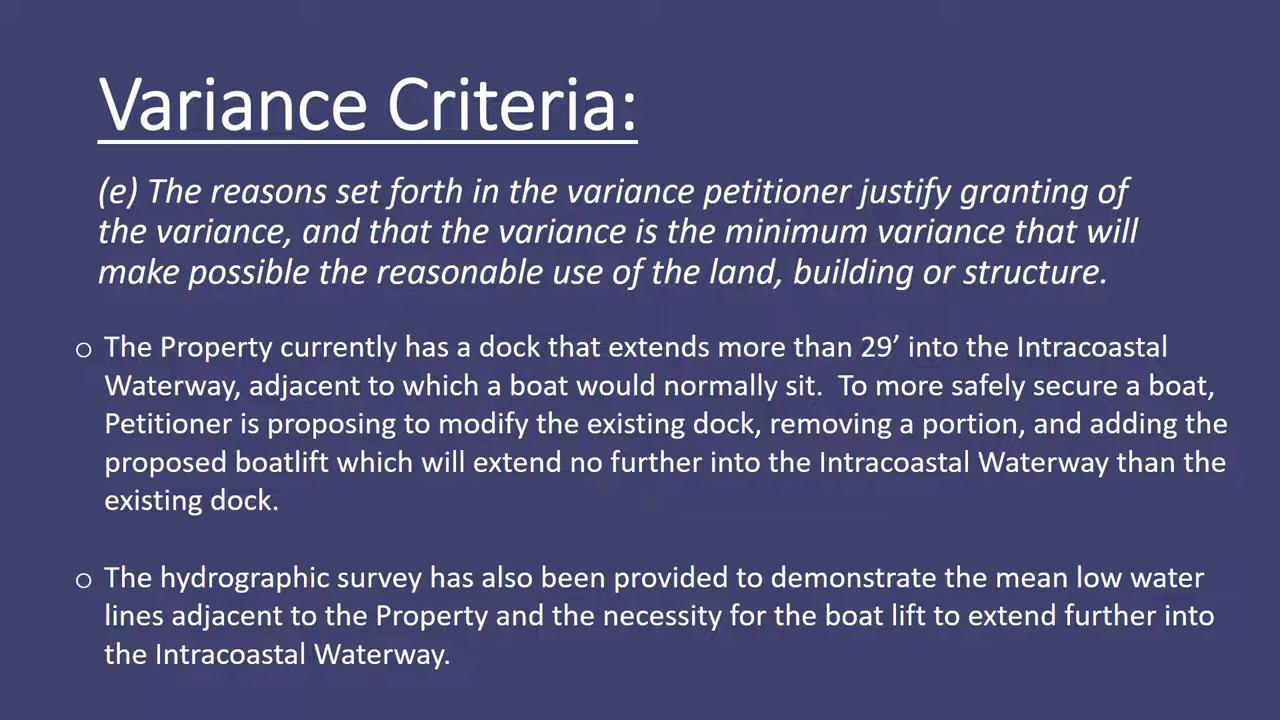 Variance Criteria:
(e) The reasons set forth in the variance petitioner justify granting of
the variance, and that the variance is the minimum variance that will
make possible the reasonable use of the land, building or structure.
o The Property currently has a dock that extends more than 29’ into the Intracoastal
Waterway, adjacent to which a boat would normally sit.  To more safely secure a boat,
Petitioner is proposing to modify the existing dock, removing a portion, and adding the
proposed boatlift which will extend no further into the Intracoastal Waterway than the
existing dock.
o The hydrographic survey has also been provided to demonstrate the mean low water
lines adjacent to the Property and the necessity for the boat lift to extend further into
the Intracoastal Waterway.